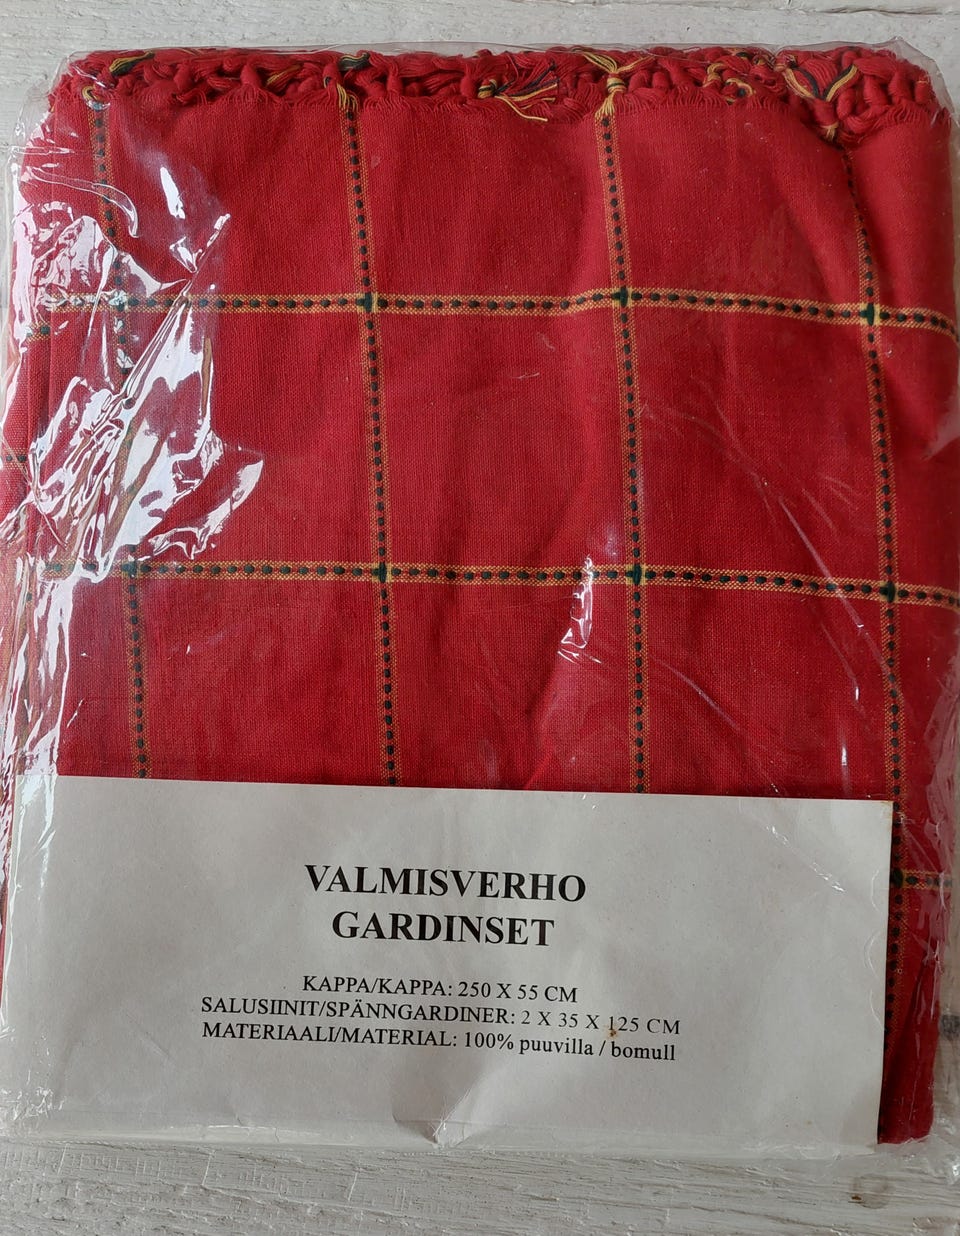 VALMISVERHO
GARDINSET
KAPPA/KAPPA: 250 X 55 CM
SALUSIINIT/SPÄNNGARDINER: 2 X 35 X 125 CM
MATERIAALI/MATERIAL: 100% puuvilla / bomull